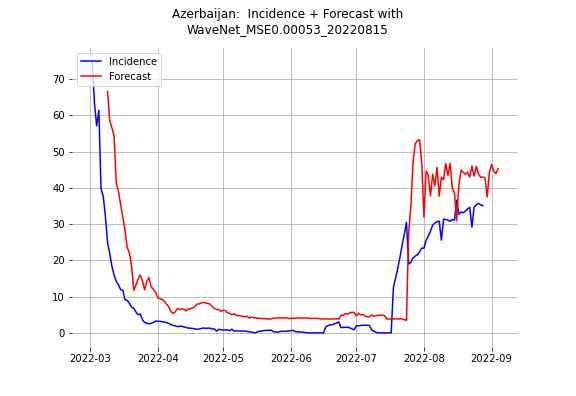 Azerbaijan:  Incidence + Forecast with
WaveNet_MSE0.00053_20220815
Incidence
Forecast
70
60
50
40
30
20
10
0
2022-03 2022-04 2022-05 2022-06 2022-07 2022-08 2022-09